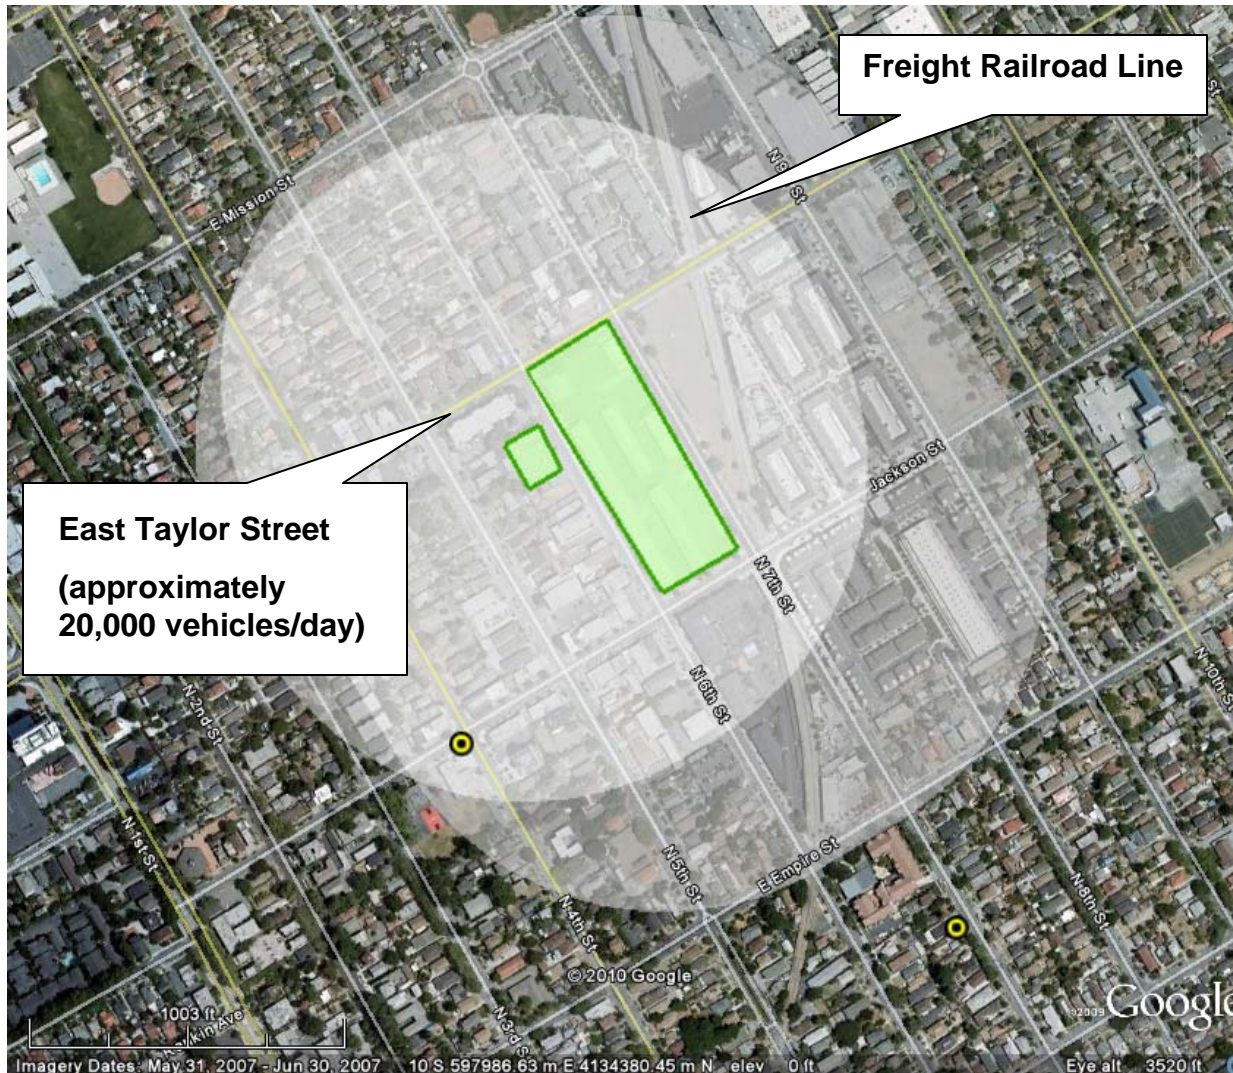 Freight Railroad Line
N 9th St
E Mission St
Jackson St
East Taylor Street
(approximately
20,000 vehicles/day)
N 7th St
N 10th St
N 6th St
N 2nd St
N 1st St
N 5th St
E Empire St
N 8th St
N 4th St
© 2010 Google
N 3rd S
1003 ft
©2009 Google
Imagery Dates: May 31, 2007 - Jun 30, 2007 10 S 597986.63 m E 4134380.45 m N elev 0 ft Eye alt 3520 ft